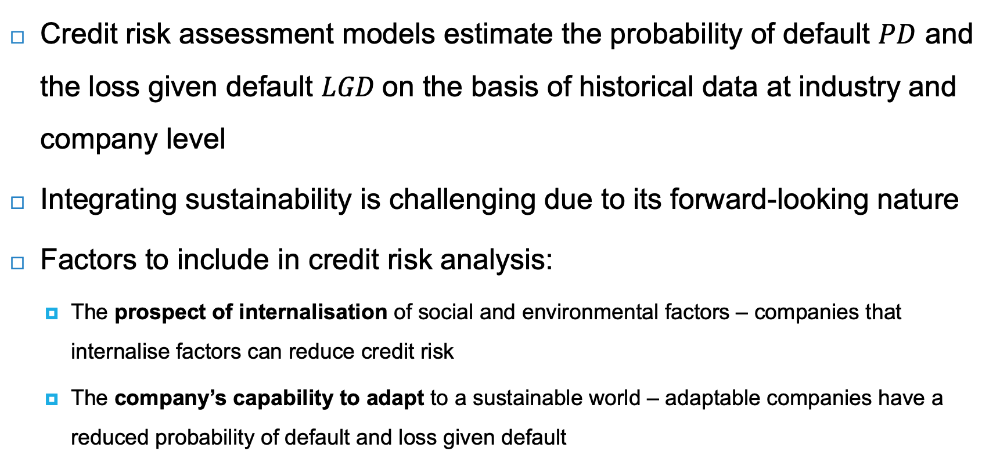 Credit risk assessment models estimate the probability of default PD and
the loss given default LGD on the basis of historical data at industry and
company level
Integrating sustainability is challenging due to its forward-looking nature
Factors to include in credit risk analysis:
The prospect of internalisation of social and environmental factors – companies that
internalise factors can reduce credit risk
The company’s capability to adapt to a sustainable world – adaptable companies have a
reduced probability of default and loss given default